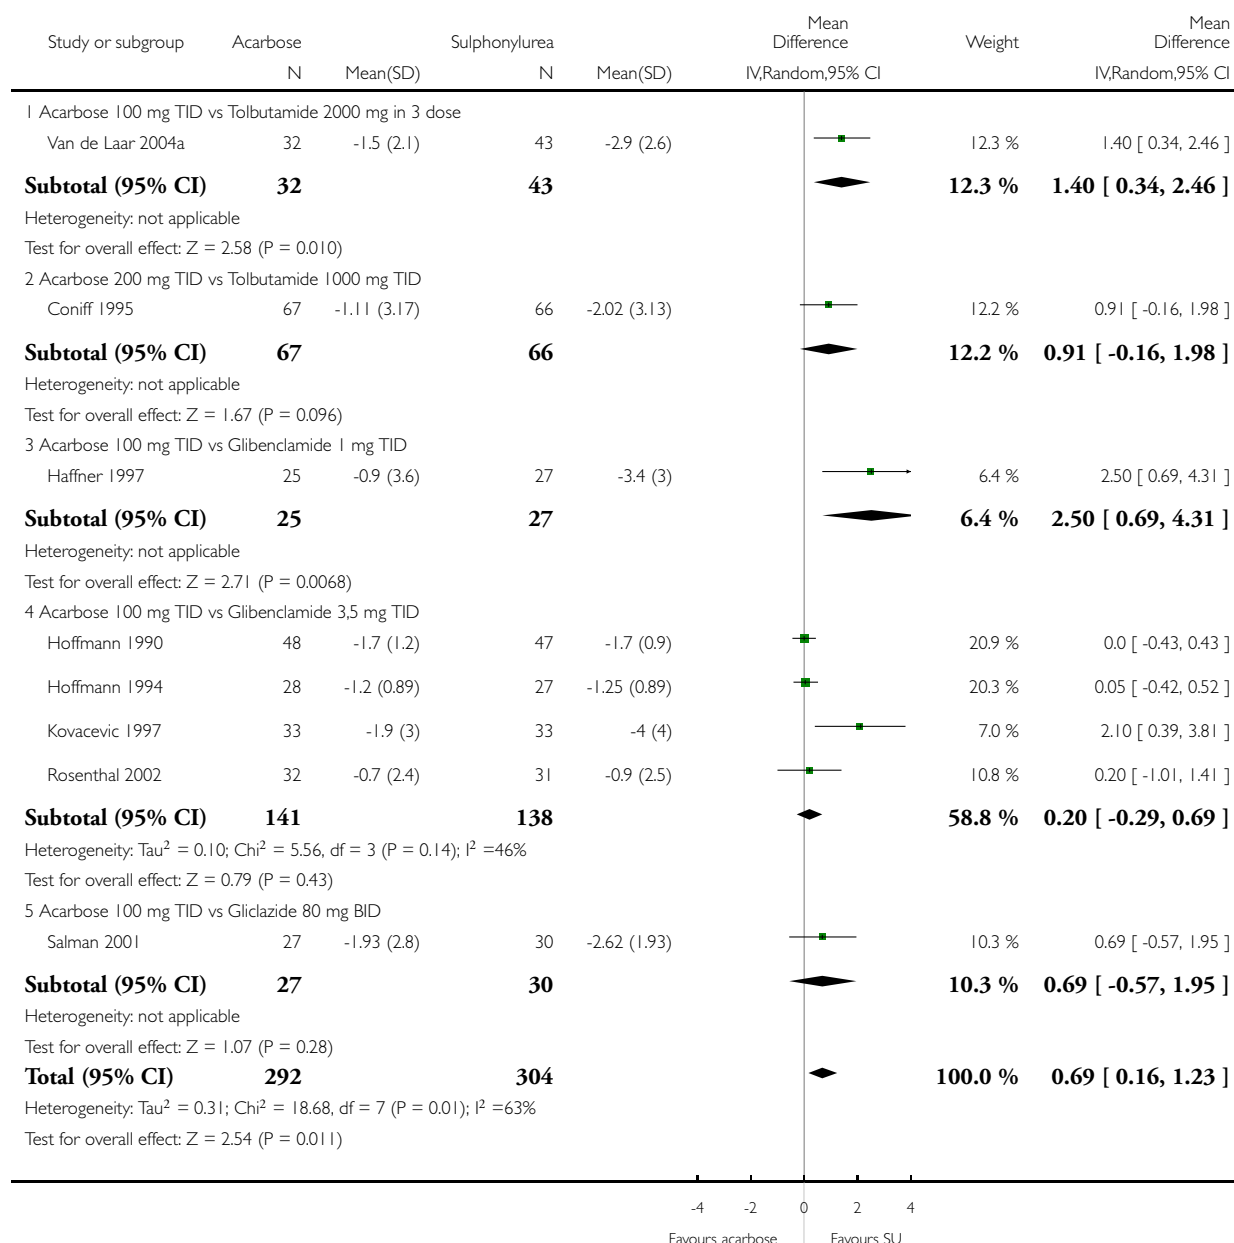 Mean Mean
Study or subgroup Acarbose Sulphonylurea Difference Weight Difference
N Mean(SD) N Mean(SD) IV,Random,95% CI IV,Random,95% CI
1 Acarbose 100 mg TID vs Tolbutamide 2000 mg in 3 dose
Van de Laar 2004a 32 -1.5 (2.1) 43 -2.9 (2.6) 12.3 % 1.40 [ 0.34, 2.46 ]
Subtotal (95% CI) 32 43 12.3 % 1.40 [ 0.34, 2.46 ]
Heterogeneity: not applicable
Test for overall effect: Z = 2.58 (P = 0.010)
2 Acarbose 200 mg TID vs Tolbutamide 1000 mg TID
Coniff 1995 67 -1.11 (3.17) 66 -2.02 (3.13) 12.2 % 0.91 [ -0.16, 1.98 ]
Subtotal (95% CI) 67 66 12.2 % 0.91 [ -0.16, 1.98 ]
Heterogeneity: not applicable
Test for overall effect: Z = 1.67 (P = 0.096)
3 Acarbose 100 mg TID vs Glibenclamide 1 mg TID
Haffner 1997 25 -0.9 (3.6) 27 -3.4 (3) 6.4 % 2.50 [ 0.69, 4.31 ]
Subtotal (95% CI) 25 27 6.4 % 2.50 [ 0.69, 4.31 ]
Heterogeneity: not applicable
Test for overall effect: Z = 2.71 (P = 0.0068)
4 Acarbose 100 mg TID vs Glibenclamide 3,5 mg TID
Hoffmann 1990 48 -1.7 (1.2) 47 -1.7 (0.9) 20.9 % 0.0 [ -0.43, 0.43 ]
Hoffmann 1994 28 -1.2 (0.89) 27 -1.25 (0.89) 20.3 % 0.05 [ -0.42, 0.52 ]
Kovacevic 1997 33 -1.9 (3) 33 -4 (4) 7.0 % 2.10 [ 0.39, 3.81 ]
Rosenthal 2002 32 -0.7 (2.4) 31 -0.9 (2.5) 10.8 % 0.20 [ -1.01, 1.41 ]
Subtotal (95% CI) 141 138 58.8 % 0.20 [ -0.29, 0.69 ]
Heterogeneity: Tau² = 0.10; Chi² = 5.56, df = 3 (P = 0.14); I² =46%
Test for overall effect: Z = 0.79 (P = 0.43)
5 Acarbose 100 mg TID vs Gliclazide 80 mg BID
Salman 2001 27 -1.93 (2.8) 30 -2.62 (1.93) 10.3 % 0.69 [ -0.57, 1.95 ]
Subtotal (95% CI) 27 30 10.3 % 0.69 [ -0.57, 1.95 ]
Heterogeneity: not applicable
Test for overall effect: Z = 1.07 (P = 0.28)
Total (95% CI) 292 304 100.0 % 0.69 [ 0.16, 1.23 ]
Heterogeneity: Tau² = 0.31; Chi² = 18.68, df = 7 (P = 0.01); I² =63%
Test for overall effect: Z = 2.54 (P = 0.011)
-4 -2 0 2 4
Favours acarbose Favours SU